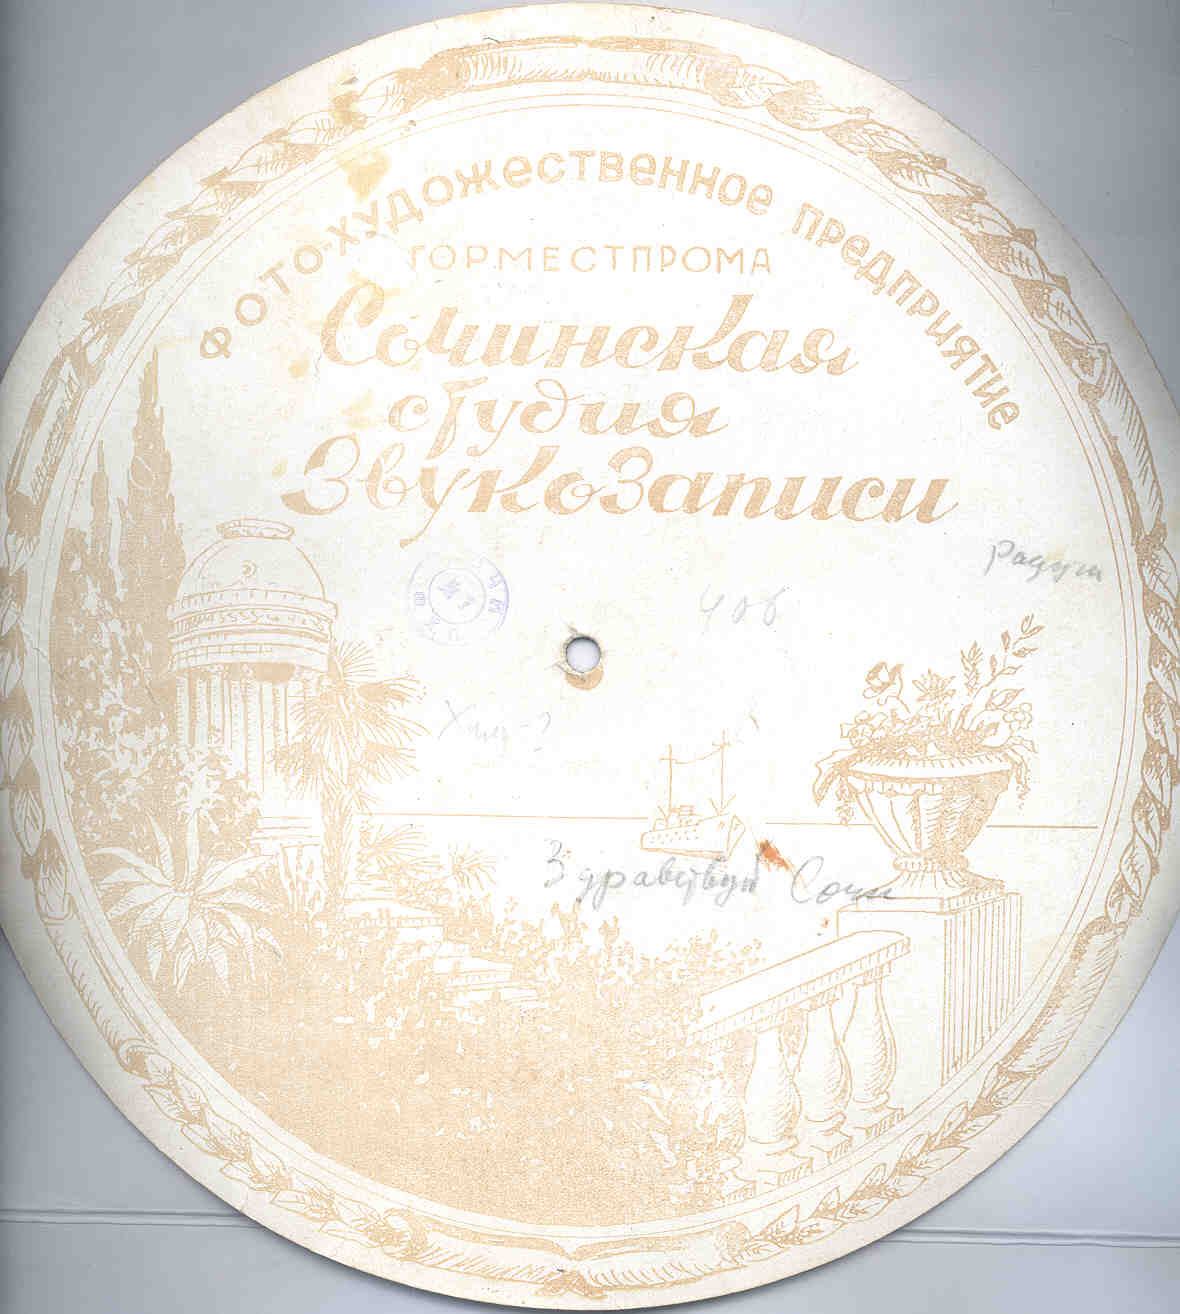 ФОТО-ХУДОЖЕСТВЕННОЕ ПРЕДПРИЯТИЕ
ГОРМЕСТПРОМА
Сочинская
студия
Звукозаписи
406
Здравствуй Сочи